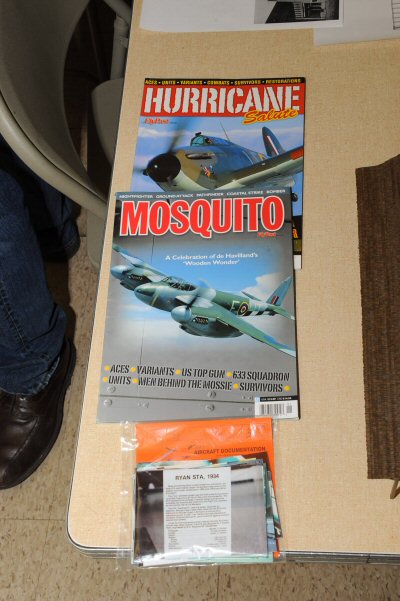 ACES • UNITS • VARIANTS • COMBATS • SURVIVORS • RESTORATIONS
HURRICANE
Salute
FlyPast
NIGHTFIGHTER GROUND-ATTACK PATHFINDER COASTAL STRIKE BOMBER
MOSQUITO
FlyPast
A Celebration of de Havilland's
'Wooden Wonder'
• ACES • VARIANTS • US TOP GUN • 633 SQUADRON
• UNITS • MEN BEHIND THE MOSSIE • SURVIVORS •
AIRCRAFT DOCUMENTATION
RYAN STA, 1934